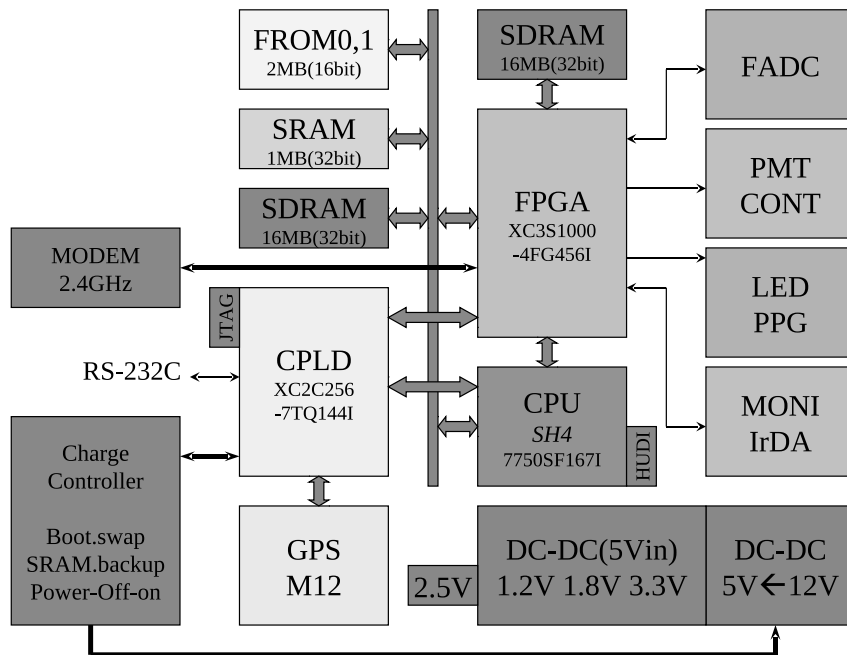 FROM0,1
2MB(16bit)
SDRAM
16MB(32bit)
FADC
SRAM
1MB(32bit)
PMT
CONT
SDRAM
16MB(32bit)
FPGA
XC3S1000
-4FG456I
MODEM
2.4GHz
LED
PPG
JTAG
CPLD
XC2C256
-7TQ144I
RS-232C
CPU
SH4
7750SF167I
HUDI
MONI
IrDA
Charge
Controller
Boot.swap
SRAM.backup
Power-Off-on
GPS
M12
2.5V
DC-DC(5Vin)
1.2V 1.8V 3.3V
DC-DC
5V←12V